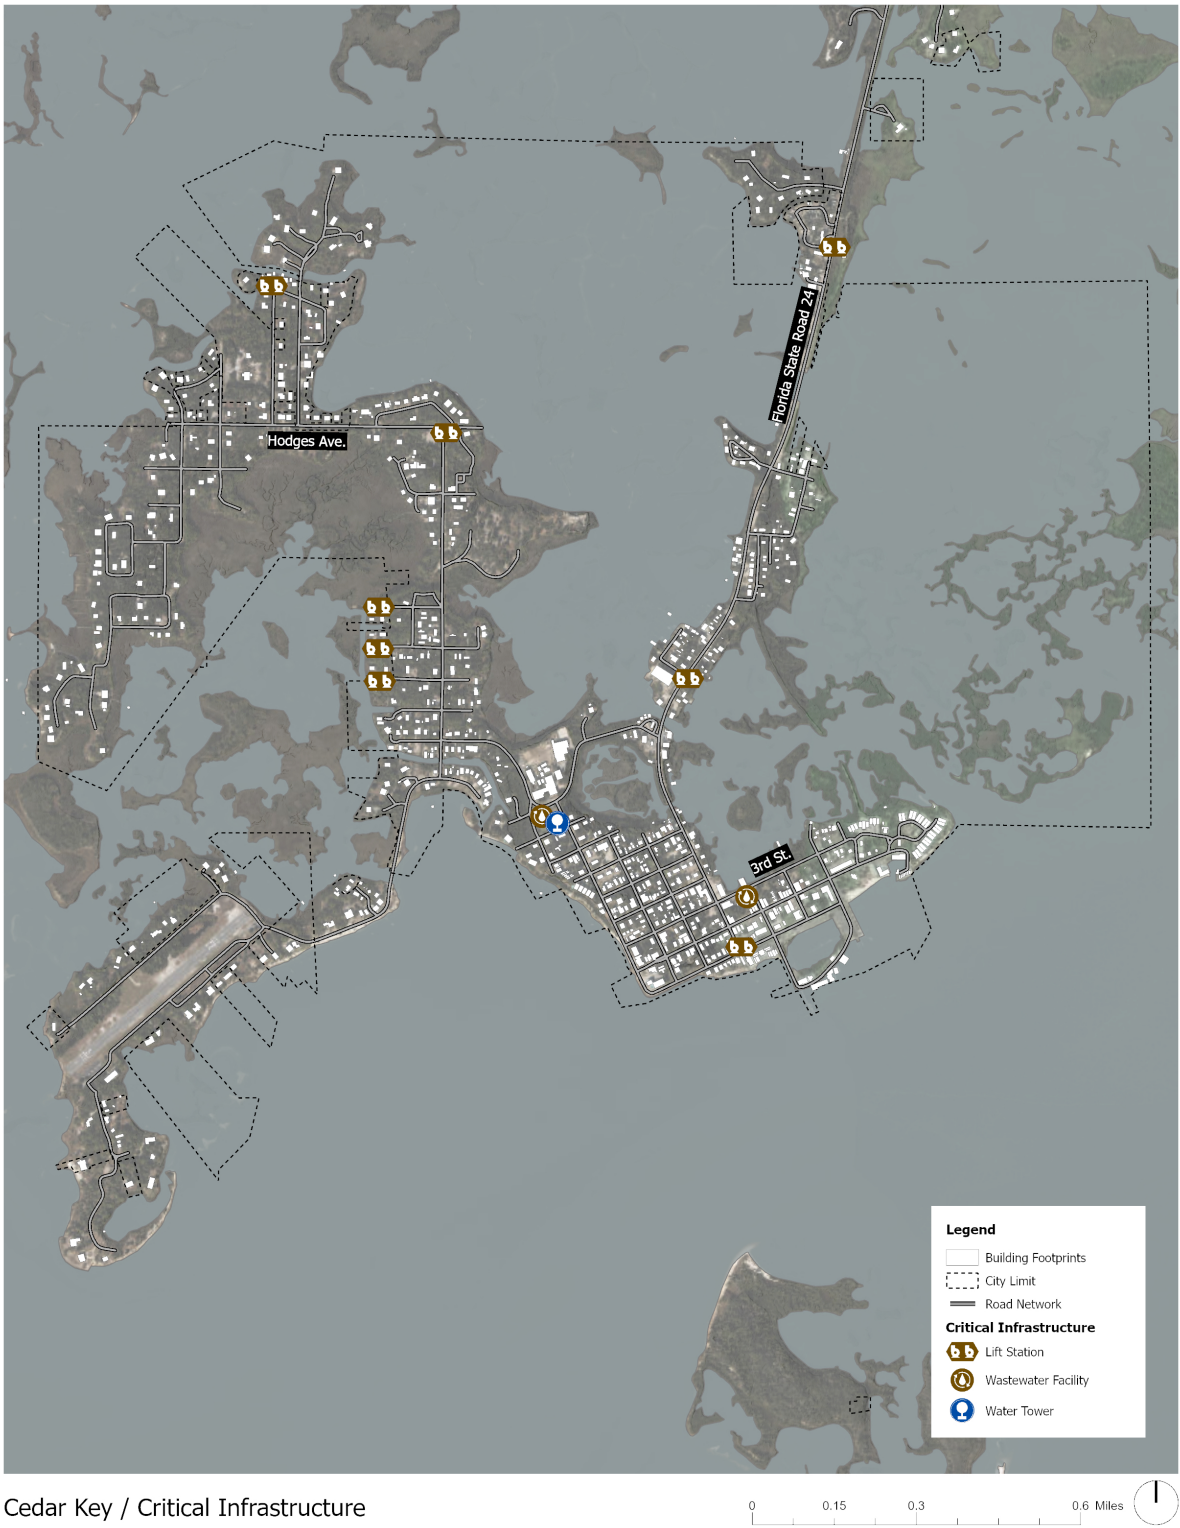 Florida State Road 24
Hodges Ave.
3rd St.
Legend
Building Footprints
City Limit
Road Network
Critical Infrastructure
Lift Station
Wastewater Facility
Water Tower
Cedar Key / Critical Infrastructure
0 0.15 0.3 0.6 Miles